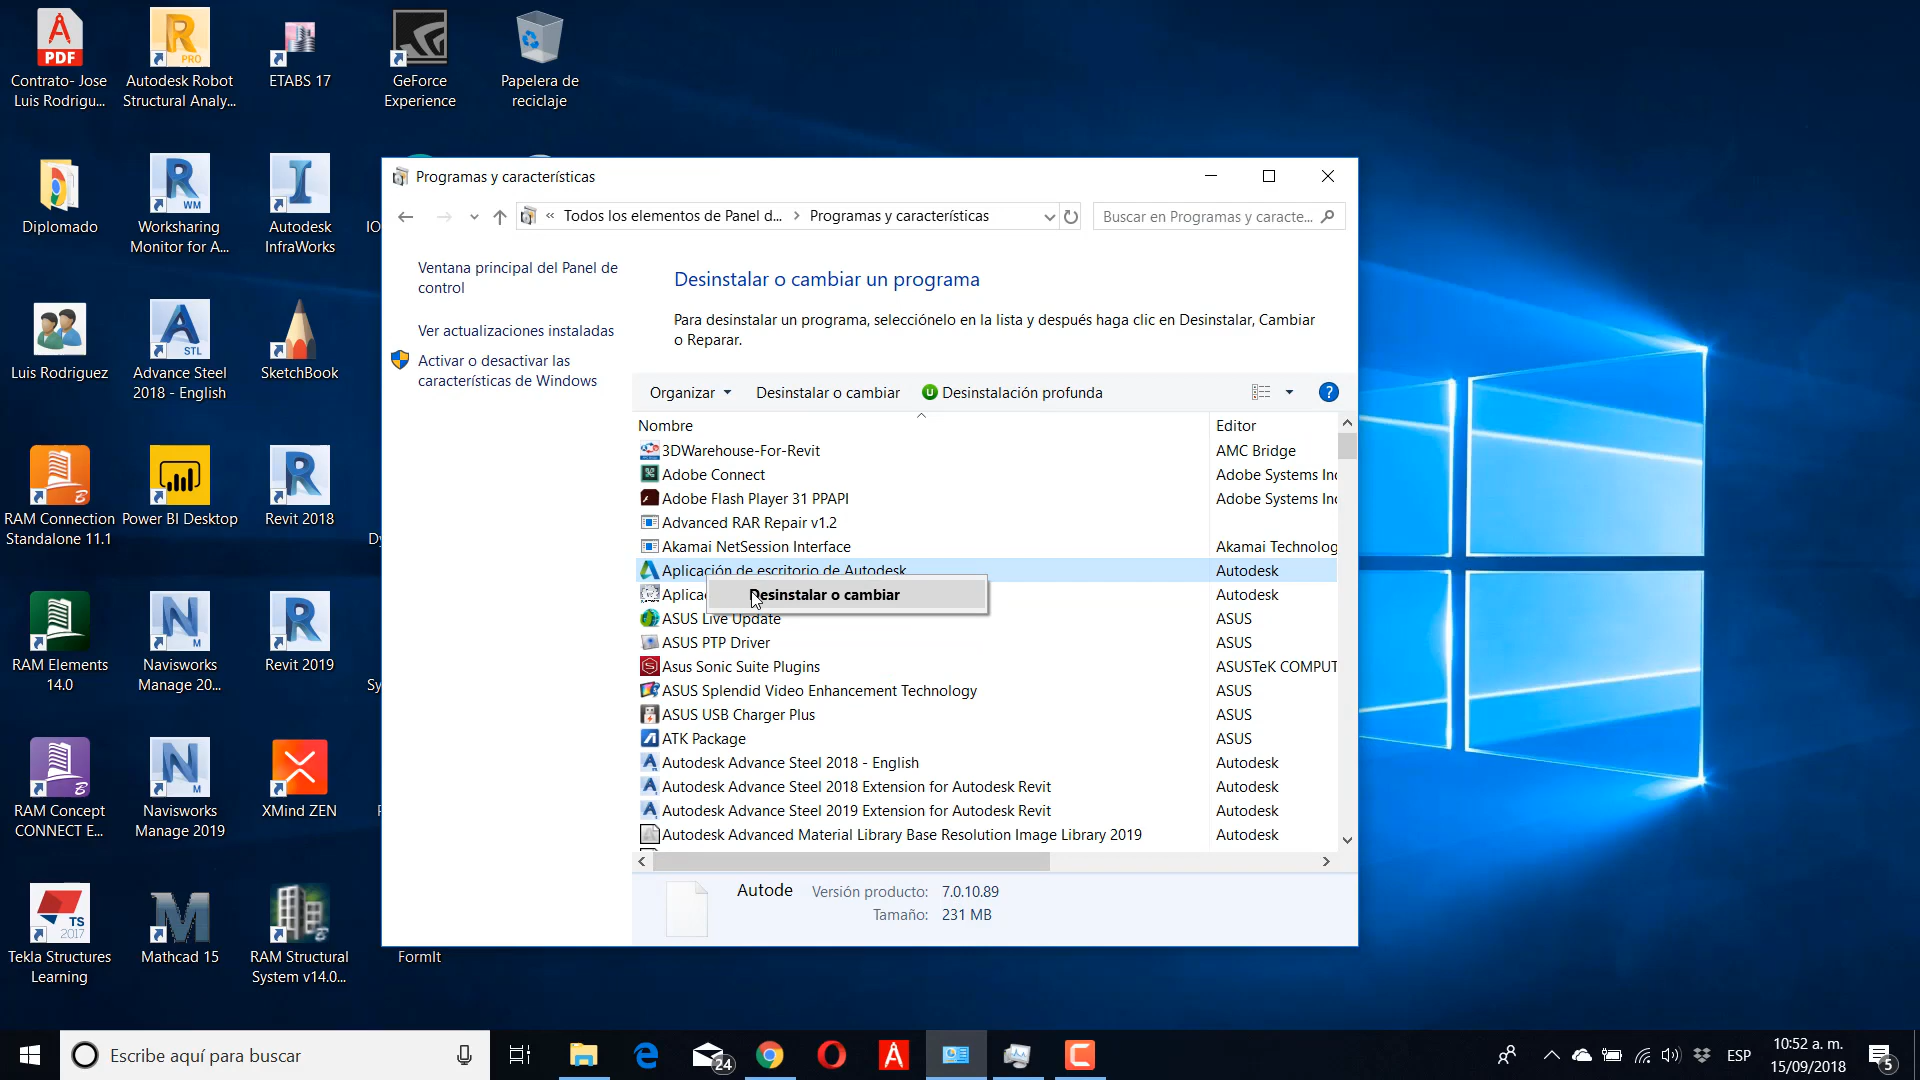 Contrato- Jose
Luis Rodrigu...
Autodesk Robot
Structural Analy...
ETABS 17
GeForce
Experience
Papelera de
reciclaje
Diplomado
Worksharing
Monitor for A...
Autodesk
InfraWorks
Luis Rodriguez
Advance Steel
2018 - English
SketchBook
RAM Connection
Standalone 11.1
Power BI Desktop
Revit 2018
RAM Elements
14.0
Navisworks
Manage 20...
Revit 2019
RAM Concept
CONNECT E...
Navisworks
Manage 2019
XMind ZEN
Tekla Structures
Learning
Mathcad 15
RAM Structural
System v14.0...
FormIt
Programas y características
« Todos los elementos de Panel d... > Programas y características
Buscar en Programas y caracte...
Ventana principal del Panel de
control
Ver actualizaciones instaladas
Activar o desactivar las
características de Windows
Desinstalar o cambiar un programa
Para desinstalar un programa, selecciónelo en la lista y después haga clic en Desinstalar, Cambiar
o Reparar.
Organizar Desinstalar o cambiar Desinstalación profunda
Nombre Editor
3DWarehouse-For-Revit AMC Bridge
Adobe Connect Adobe Systems Inc
Adobe Flash Player 31 PPAPI Adobe Systems Inc
Advanced RAR Repair v1.2
Akamai NetSession Interface Akamai Technolog
Aplicación de escritorio de Autodesk Autodesk
Aplica Autodesk
Desinstalar o cambiar
ASUS Live Update ASUS
ASUS PTP Driver ASUS
Asus Sonic Suite Plugins ASUSTeK COMPUT
ASUS Splendid Video Enhancement Technology ASUS
ASUS USB Charger Plus ASUS
ATK Package ASUS
Autodesk Advance Steel 2018 - English Autodesk
Autodesk Advance Steel 2018 Extension for Autodesk Revit Autodesk
Autodesk Advance Steel 2019 Extension for Autodesk Revit Autodesk
Autodesk Advanced Material Library Base Resolution Image Library 2019 Autodesk
Autode Versión producto: 7.0.10.89
Tamaño: 231 MB
Escribe aquí para buscar
24
ESP
10:52 a. m.
15/09/2018
5